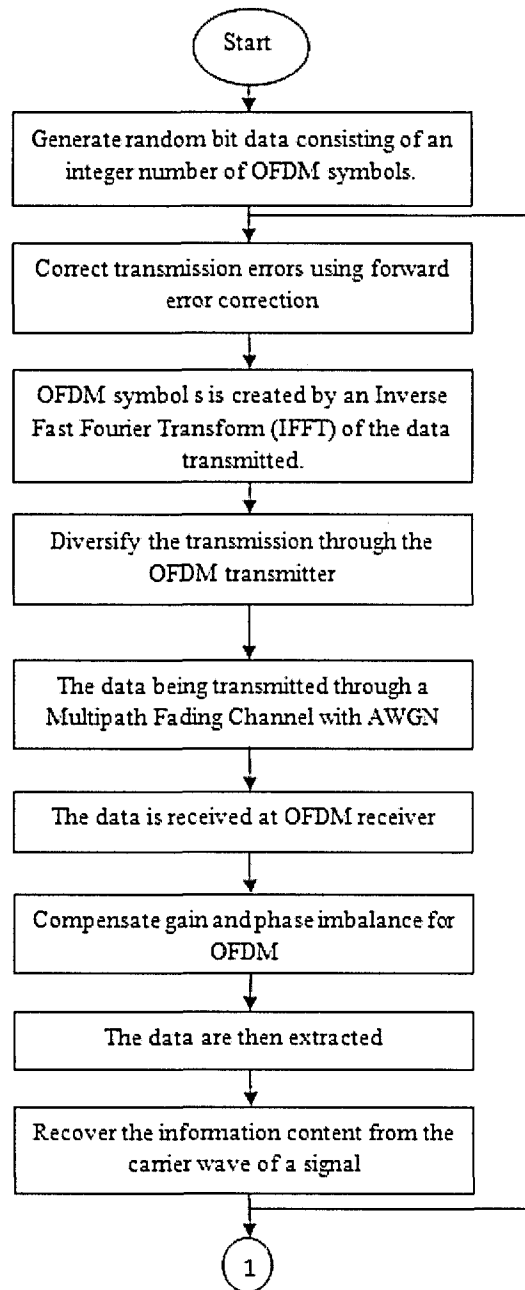 Start
Generate random bit data consisting of an
integer number of OFDM symbols.
Correct transmission errors using forward
error correction
OFDM symbol s is created by an Inverse
Fast Fourier Transform (IFFT) of the data
transmitted.
Diversify the transmission through the
OFDM transmitter
The data being transmitted through a
Multipath Fading Channel with AWGN
The data is received at OFDM receiver
Compensate gain and phase imbalance for
OFDM
The data are then extracted
Recover the information content from the
carrier wave of a signal
1